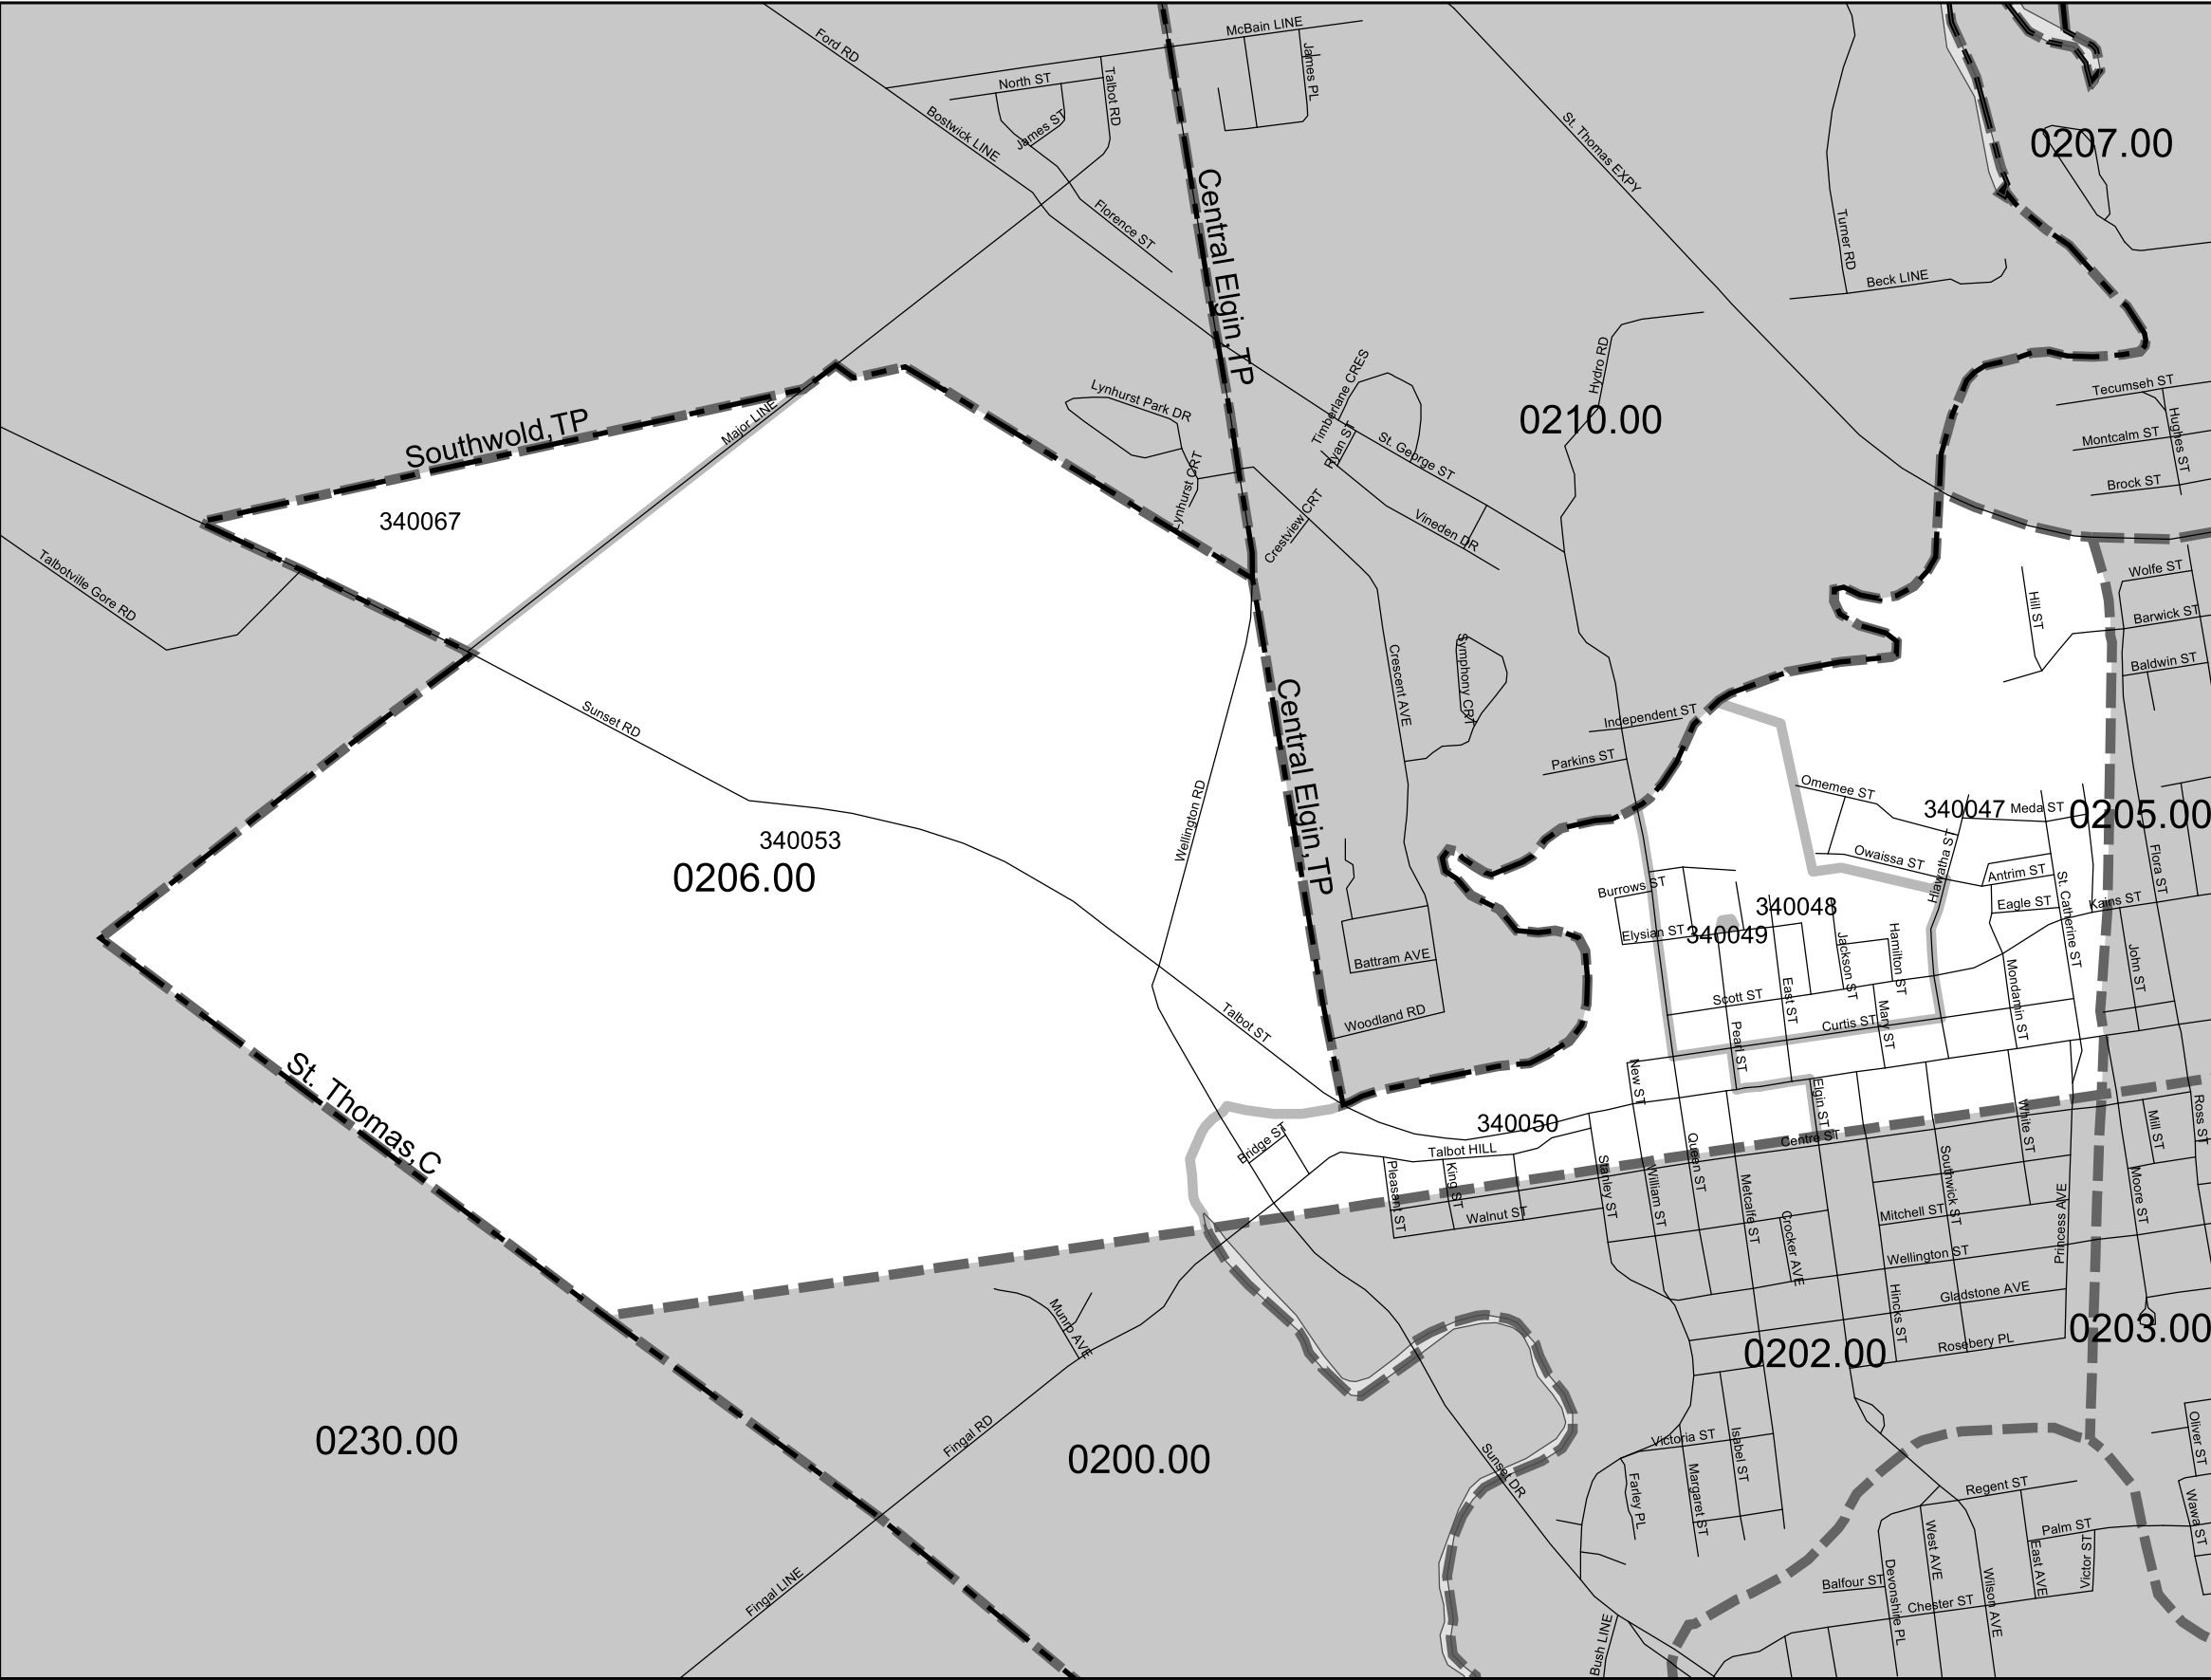 McBain LINE
Ford RD
James PL
North ST
Talbot RD
Bostwick LINE
James ST
St. Thomas EXPY
0207.00
Central Elgin,TP
Florence ST
Turner RD
Beck LINE
Hydro RD
Timberlane CRES
Lynhurst Park DR
Tecumseh ST
Hughes ST
0210.00
Major LINE
Southwold,TP
Ryan ST
St. George ST
Montcalm ST
Brock ST
Lynhurst CRT
340067
Crestview CRT
Vineden DR
Talbotville Gore RD
Wolfe ST
Hill ST
Barwick ST
Baldwin ST
Symphony CRT
Crescent AVE
Sunset RD
Independent ST
Central Elgin,TP
Parkins ST
Wellington RD
Omemee ST
340047
Meda ST
0205.00
340053
0206.00
Owaissa ST
Hiawatha ST
Flora ST
Antrim ST
Burrows ST
340048
Eagle ST
St. Catherine ST
Kains ST
Elysian ST
340049
Battram AVE
Jackson ST
Hamilton ST
John ST
Mondamin ST
Scott ST
East ST
Woodland RD
Talbot ST
Curtis ST
Mary ST
Pearl ST
St. Thomas,C
New ST
Elgin ST
340050
White ST
Mill ST
Ross ST
Bridge ST
Centre ST
Talbot HILL
Queen ST
Pleasant ST
King ST
Stanley ST
William ST
Metcalfe ST
Southwick ST
Moore ST
Walnut ST
Mitchell ST
Princess AVE
Crocker AVE
Wellington ST
Gladstone AVE
Munro AVE
Hincks ST
0203.00
Rosebery PL
0202.00
0230.00
Fingal RD
0200.00
Victoria ST
Isabel ST
Oliver ST
Sunset DR
Margaret ST
Farley PL
Regent ST
Wawa ST
West AVE
Palm ST
Victor ST
East AVE
Fingal LINE
Balfour ST
Devonshire PL
Wilson AVE
Chester ST
Bush LINE